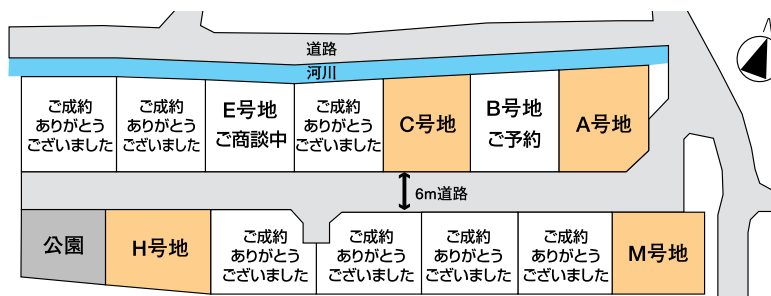 道路
河川
ご成約
ありがとう
ございました
ご成約
ありがとう
ございました
E号地
ご商談中
ご成約
ありがとう
ございました
C号地
B号地
ご予約
A号地
6m道路
公園
H号地
ご成約
ありがとう
ございました
ご成約
ありがとう
ございました
ご成約
ありがとう
ございました
ご成約
ありがとう
ございました
M号地
N